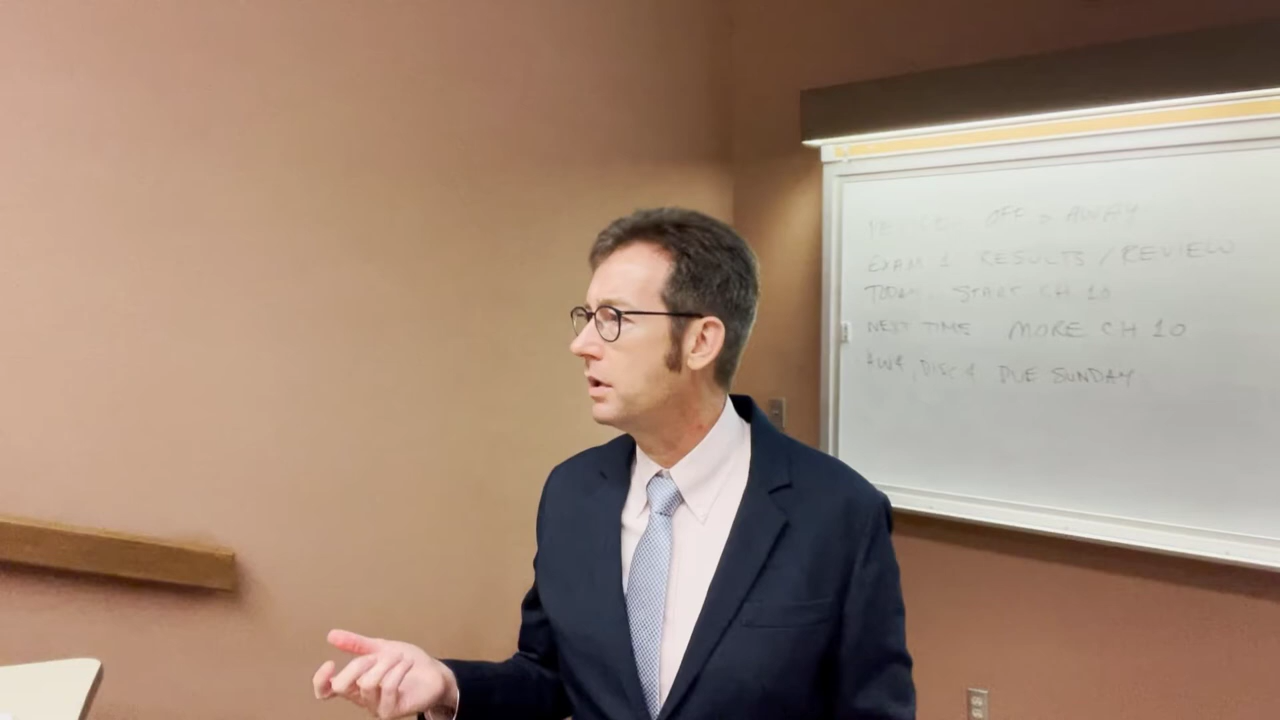 OFF & AWAY
EXAM 1 RESULTS / REVIEW
TODAY START CH 10
NEXT TIME MORE CH 10
HW4, DISC 4 DUE SUNDAY